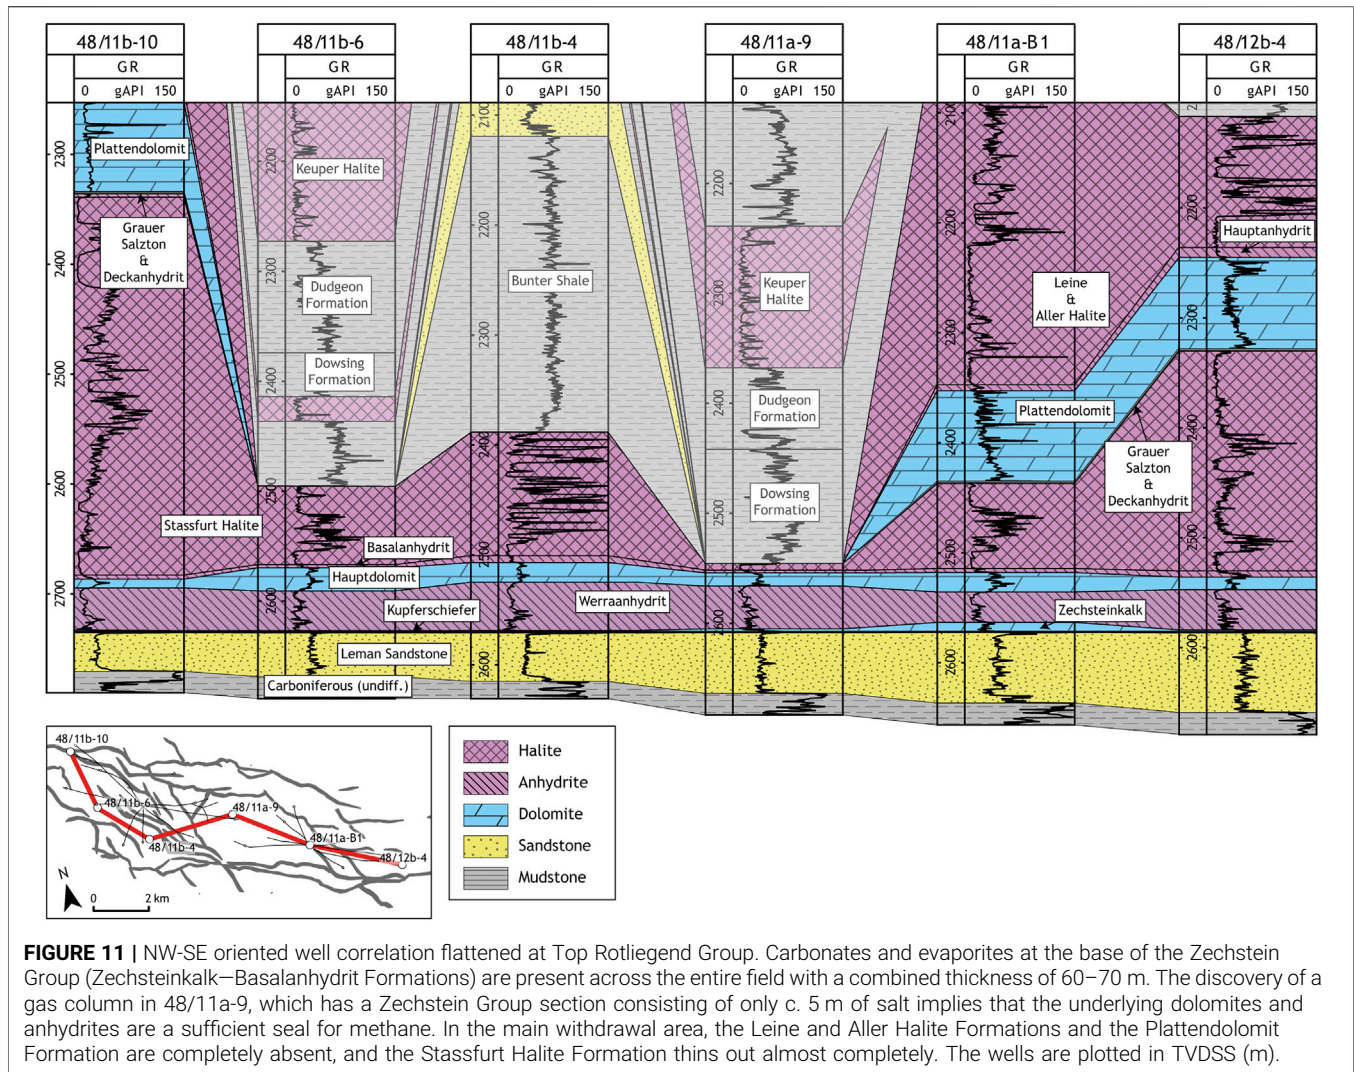 48/11b-10
48/11b-6
48/11b-4
48/11a-9
48/11a-B1
48/12b-4
GR
GR
GR
GR
GR
GR
0 gAPI 150
0 gAPI 150
0 gAPI 150
0 gAPI 150
0 gAPI 150
0 gAPI 150
2300
2400
2500
2600
2700
2200
2300
2400
2500
2600
2100
2200
2300
2400
2500
2600
2200
2300
2400
2500
2600
2100
2200
2300
2400
2500
2600
2
2200
2300
2400
2500
2600
Plattendolomit
Grauer
Salzton
&
Deckanhydrit
Keuper Halite
Dudgeon
Formation
Dowsing
Formation
Bunter Shale
Keuper
Halite
Dudgeon
Formation
Dowsing
Formation
Leine
&
Aller Halite
Hauptanhydrit
Plattendolomit
Grauer
Salzton
&
Deckanhydrit
Stassfurt Halite
Basalanhydrit
Hauptdolomit
Kupferschiefer
Werraanhydrit
Zechsteinkalk
Leman Sandstone
Carboniferous (undiff.)
48/11b-10
48/11b-6
48/11b-4
48/11a-9
48/11a-B1
48/12b-4
N
0 2 km
Halite
Anhydrite
Dolomite
Sandstone
Mudstone
FIGURE 11 | NW-SE oriented well correlation flattened at Top Rotliegend Group. Carbonates and evaporites at the base of the Zechstein
Group (Zechsteinkalk—Basalanhydrit Formations) are present across the entire field with a combined thickness of 60–70 m. The discovery of a
gas column in 48/11a-9, which has a Zechstein Group section consisting of only c. 5 m of salt implies that the underlying dolomites and
anhydrites are a sufficient seal for methane. In the main withdrawal area, the Leine and Aller Halite Formations and the Plattendolomit
Formation are completely absent, and the Stassfurt Halite Formation thins out almost completely. The wells are plotted in TVDSS (m).